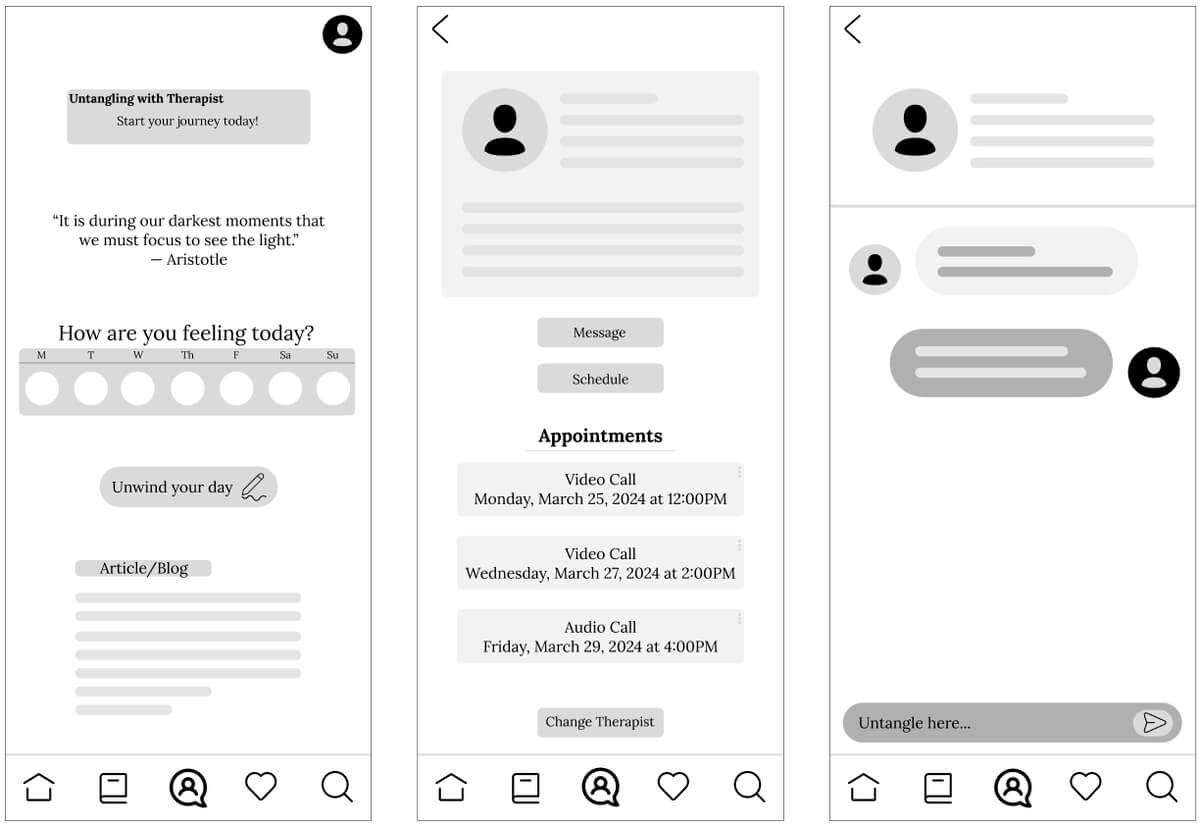 Untangling with Therapist
Start your journey today!
“It is during our darkest moments that
we must focus to see the light.”
— Aristotle
How are you feeling today?
M T W Th F Sa Su
Unwind your day
Article/Blog
Message
Schedule
Appointments
Video Call
Monday, March 25, 2024 at 12:00PM
Video Call
Wednesday, March 27, 2024 at 2:00PM
Audio Call
Friday, March 29, 2024 at 4:00PM
Change Therapist
Untangle here...